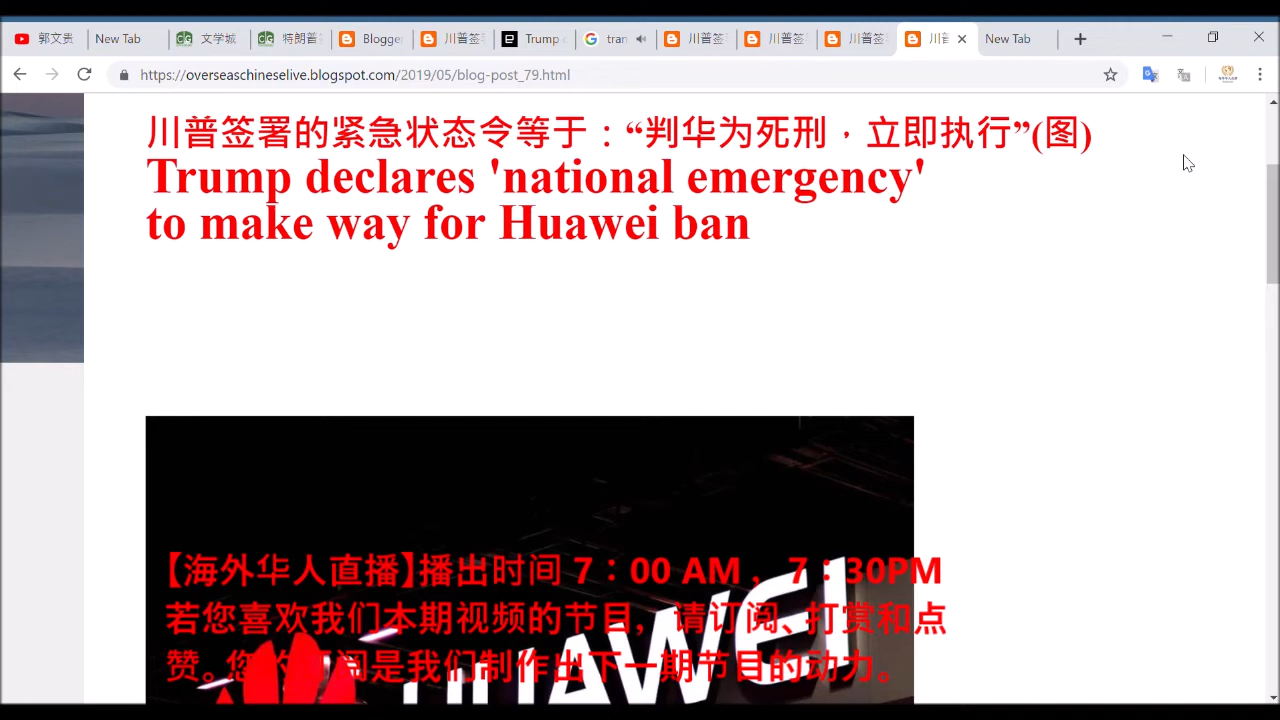 郭文贵
New Tab
文学城
特朗普
Blogge
川普签
Trump
tran
川普签
川普签
川普签
川普
New Tab
https://overseaschineselive.blogspot.com/2019/05/blog-post_79.html
川普签署的紧急状态令等于：“判华为死刑，立即执行”(图)
Trump declares 'national emergency'
to make way for Huawei ban
HUAWEI
【海外华人直播】播出时间 7：00 AM ，7：30PM
若您喜欢我们本期视频的节目，请订阅、打赏和点
赞。您的订阅是我们制作出下一期节目的动力。